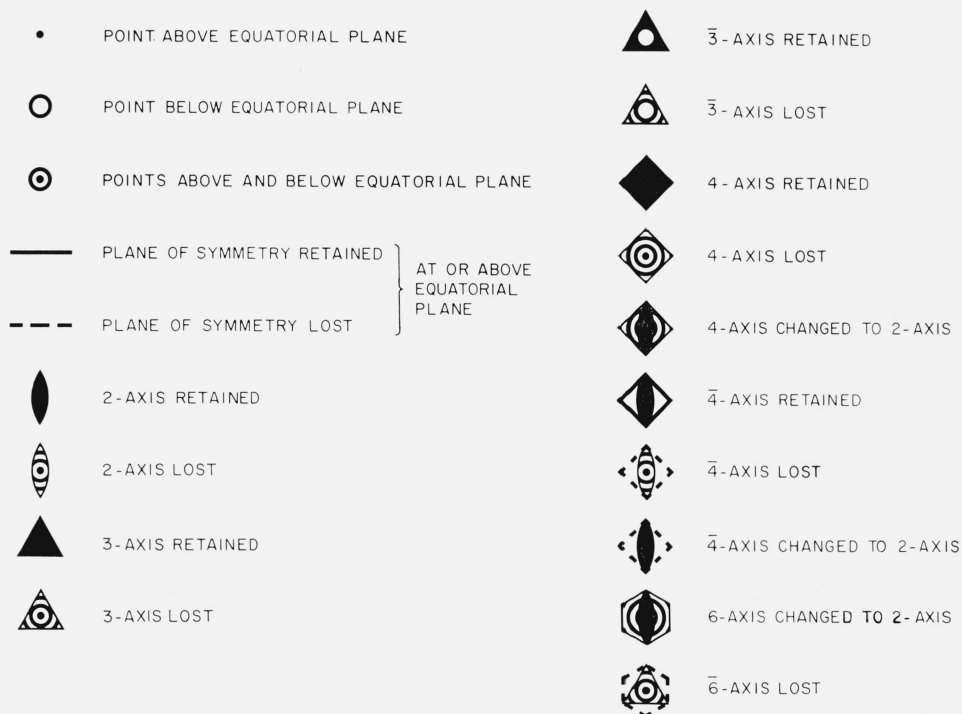 POINT ABOVE EQUATORIAL PLANE
POINT BELOW EQUATORIAL PLANE
POINTS ABOVE AND BELOW EQUATORIAL PLANE
PLANE OF SYMMETRY RETAINED
PLANE OF SYMMETRY LOST
AT OR ABOVE
EQUATORIAL
PLANE
2-AXIS RETAINED
2-AXIS LOST
3-AXIS RETAINED
3-AXIS LOST
3̅-AXIS RETAINED
3̅-AXIS LOST
4-AXIS RETAINED
4-AXIS LOST
4-AXIS CHANGED TO 2-AXIS
4̅-AXIS RETAINED
4̅-AXIS LOST
4̅-AXIS CHANGED TO 2-AXIS
6-AXIS CHANGED TO 2-AXIS
6̅-AXIS LOST